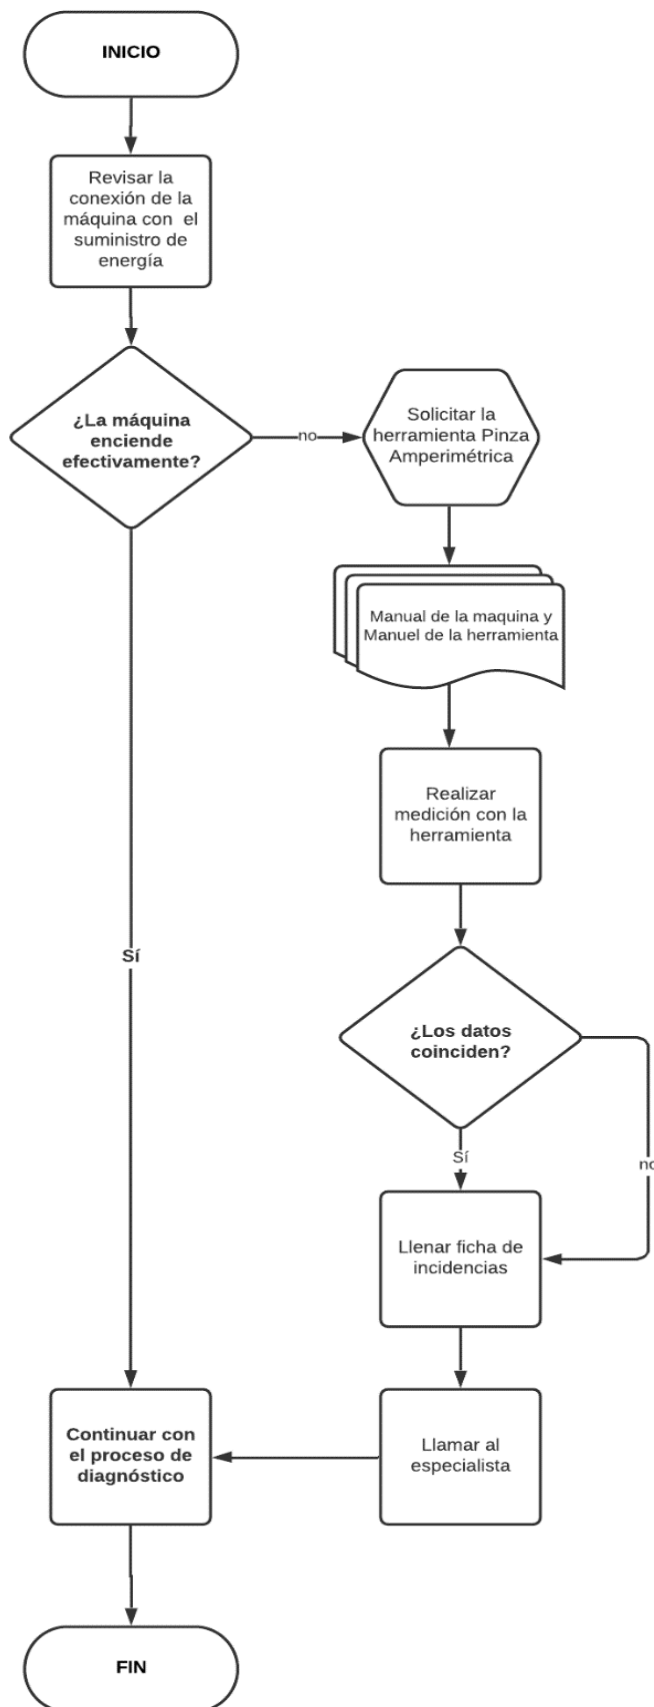 INICIO
Revisar la
conexión de la
máquina con el
suministro de
energía
¿La máquina
enciende
efectivamente?
no
Solicitar la
herramienta Pinza
Amperimétrica
Manual de la maquina y
Manuel de la herramienta
Realizar
medición con la
herramienta
Sí
¿Los datos
coinciden?
Sí
no
Llenar ficha de
incidencias
Continuar con
el proceso de
diagnóstico
Llamar al
especialista
FIN